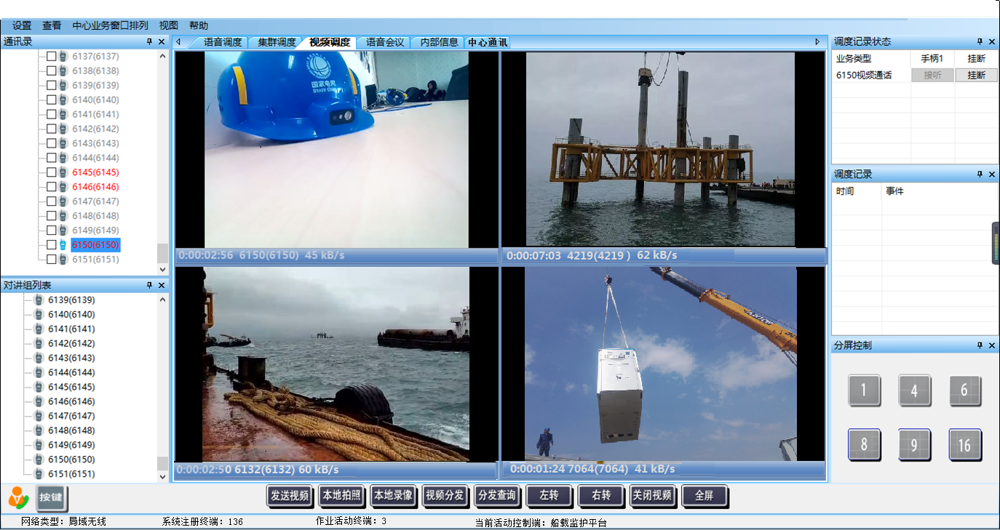 设置 查看 中心业务窗口排列 视图 帮助
通讯录
6137(6137)
6138(6138)
6139(6139)
6140(6140)
6141(6141)
6142(6142)
6143(6143)
6144(6144)
6145(6145)
6146(6146)
6147(6147)
6148(6148)
6149(6149)
6150(6150)
6151(6151)
对讲组列表
6139(6139)
6140(6140)
6141(6141)
6142(6142)
6143(6143)
6144(6144)
6145(6145)
6146(6146)
6147(6147)
6148(6148)
6149(6149)
6150(6150)
6151(6151)
语音调度 集群调度 视频调度 语音会议 内部信息 中心通讯
国家电网
0:00:02:56 6150(6150) 45 kB/s
0:00:07:03 4219(4219 ) 62 kB/s
0:00:02:50 6132(6132) 60 kB/s
0:00:01:24 7064(7064) 41 kB/s
调度记录状态
业务类型 手柄1 挂断
6150视频通话 接听 挂断
调度记录
时间 事件
分屏控制
1 4 6
8 9 16
按键
发送视频 本地拍照 本地录像 视频分发 分发查询 左转 右转 关闭视频 全屏
网络类型: 局域无线 系统注册终端: 136 作业活动终端: 3 当前活动控制端: 船载监护平台